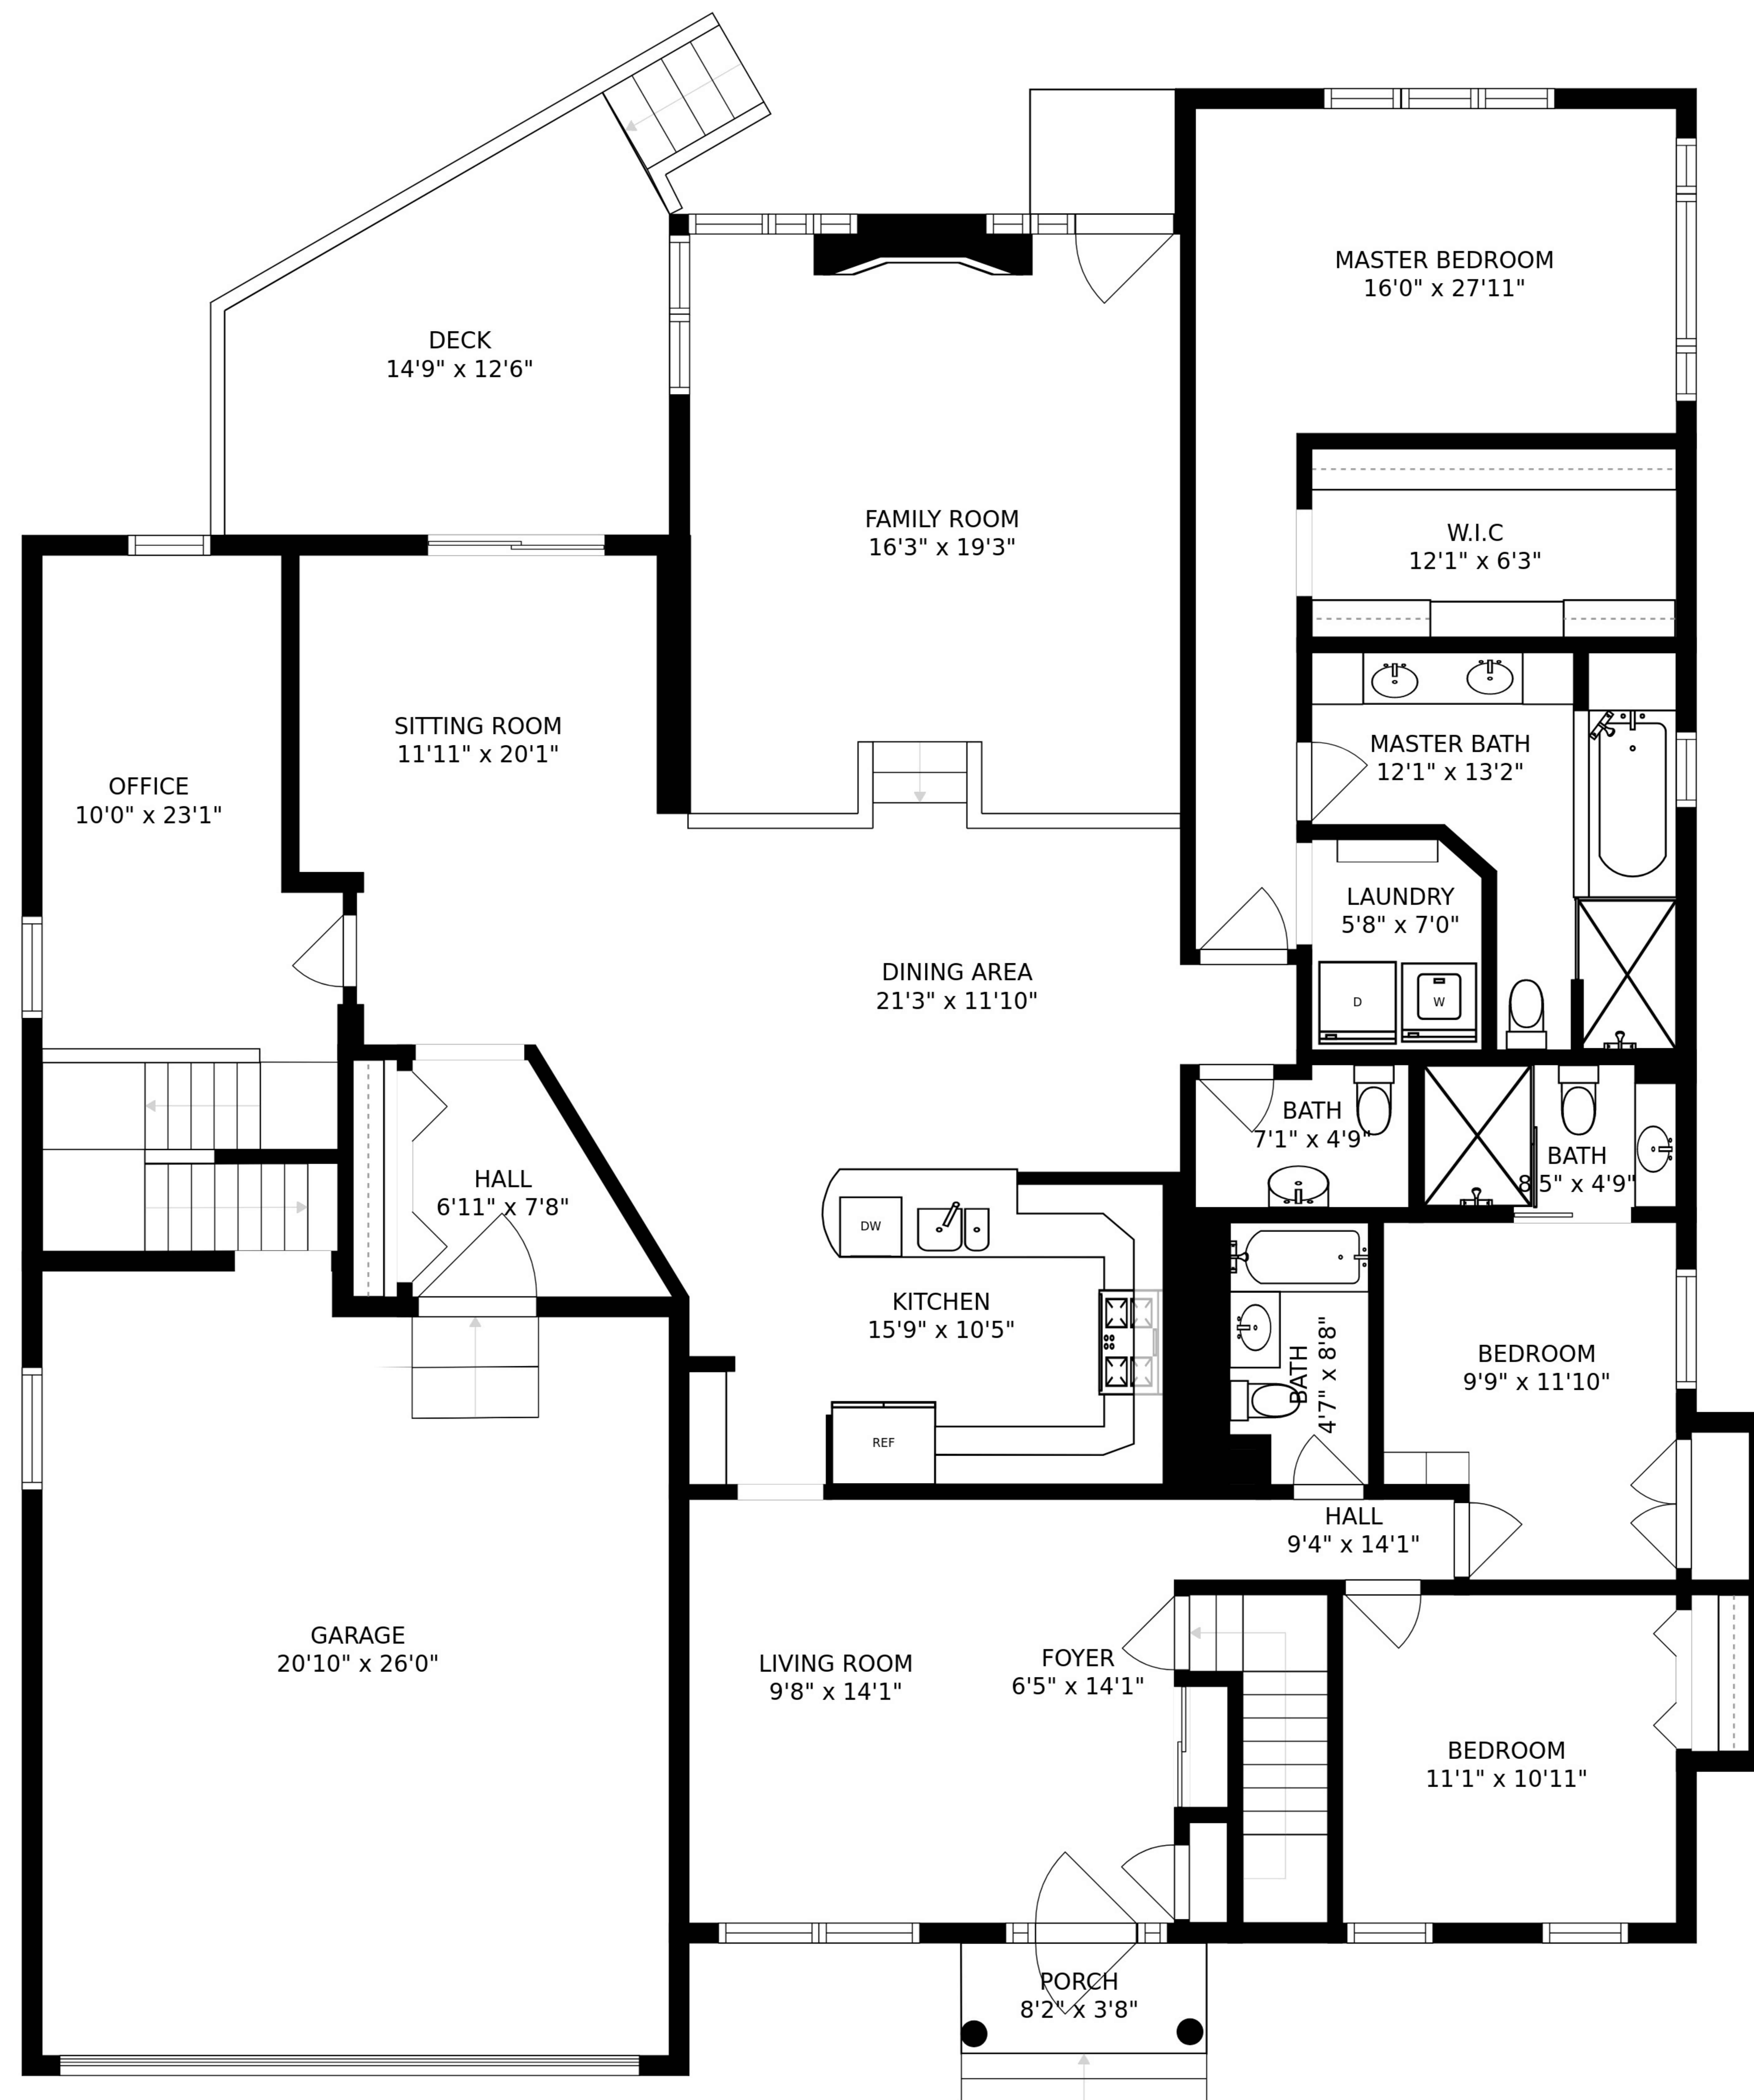 MASTER BEDROOM
16'0" x 27'11"
DECK
14'9" x 12'6"
FAMILY ROOM
16'3" x 19'3"
W.I.C
12'1" x 6'3"
SITTING ROOM
11'11" x 20'1"
MASTER BATH
12'1" x 13'2"
OFFICE
10'0" x 23'1"
LAUNDRY
5'8" x 7'0"
DINING AREA
21'3" x 11'10"
D
W
BATH
7'1" x 4'9"
BATH
8'5" x 4'9"
HALL
6'11" x 7'8"
DW
KITCHEN
15'9" x 10'5"
BATH
4'7" x 8'8"
BEDROOM
9'9" x 11'10"
REF
HALL
9'4" x 14'1"
GARAGE
20'10" x 26'0"
LIVING ROOM
9'8" x 14'1"
FOYER
6'5" x 14'1"
BEDROOM
11'1" x 10'11"
PORCH
8'2" x 3'8"